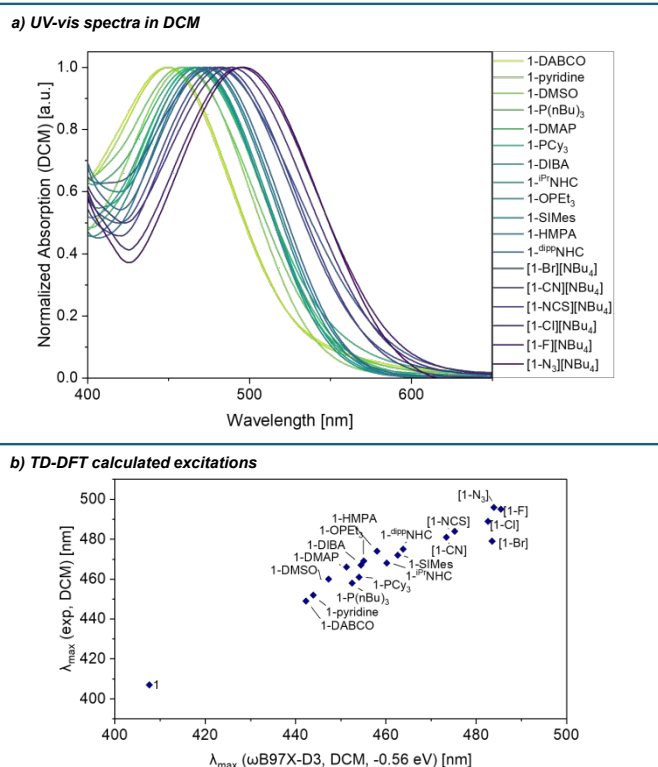 a) UV-vis spectra in DCM
Normalized Absorption (DCM) [a.u.]
1.0
0.8
0.6
0.4
0.2
0.0
400
500
600
Wavelength [nm]
1-DABCO
1-pyridine
1-DMSO
1-P(nBu)₃
1-DMAP
1-PCy₃
1-DIBA
1-ⁱᴾʳNHC
1-OPEt₃
1-SIMes
1-HMPA
1-ᵈⁱᵖᵖNHC
[1-Br][NBu₄]
[1-CN][NBu₄]
[1-NCS][NBu₄]
[1-Cl][NBu₄]
[1-F][NBu₄]
[1-N₃][NBu₄]
b) TD-DFT calculated excitations
λmax (exp, DCM) [nm]
500
480
460
440
420
400
[1-N₃]
[1-F]
[1-Cl]
[1-Br]
[1-NCS]
[1-CN]
1-HMPA
1-OPEt₃
1-ᵈⁱᵖᵖNHC
1-DIBA
1-DMAP
1-SIMes
1-DMSO
1-ⁱᴾʳNHC
1-PCy₃
1-P(nBu)₃
1-pyridine
1-DABCO
1
400
420
440
460
480
500
λmax (ωB97X-D3, DCM, -0.56 eV) [nm]